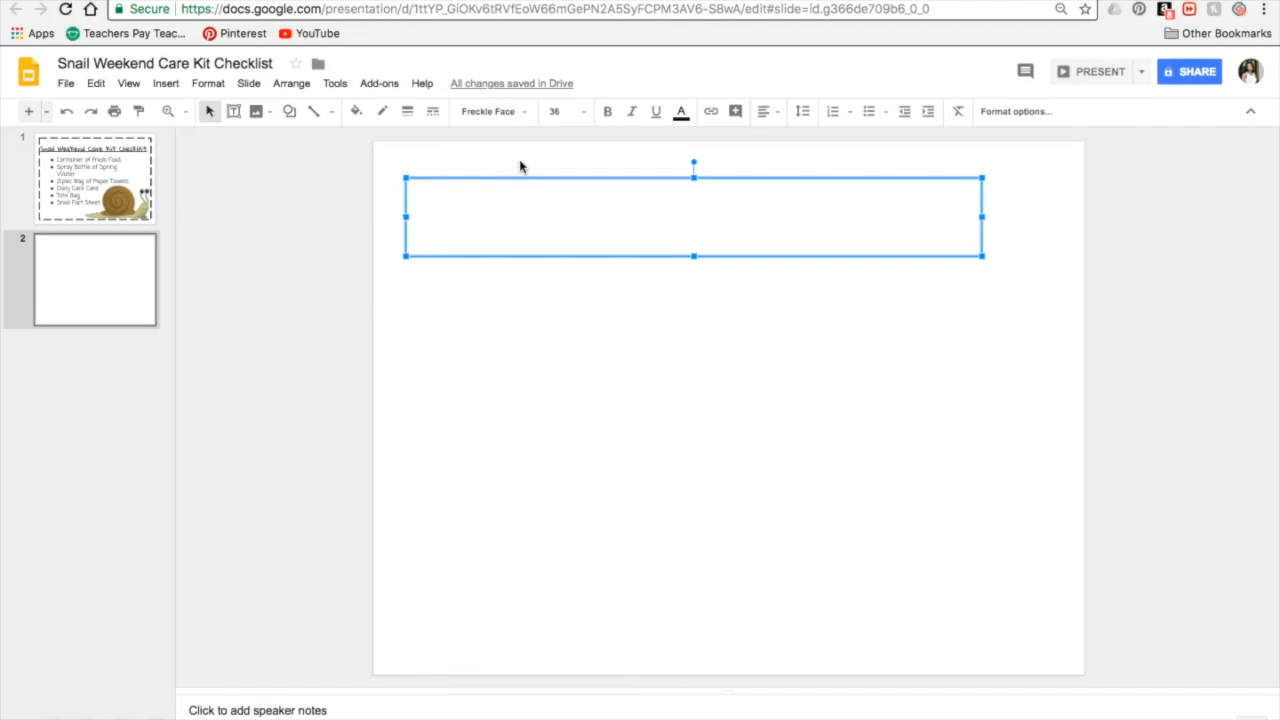 Secure https://docs.google.com/presentation/d/1ttYP_GiOKv6tRVfEoW66mGePN2A5SyFCPM3AV6-S8wA/edit#slide=id.g366de709b6_0_0
Apps Teachers Pay Teac... Pinterest YouTube Other Bookmarks
Snail Weekend Care Kit Checklist
PRESENT SHARE
File Edit View Insert Format Slide Arrange Tools Add-ons Help All changes saved in Drive
Freckle Face 36 B I U A Format options...
1
Snail Weekend Care Kit Checklist
Container of Fresh Food
Spray Bottle of Spring
Water
Ziploc Bag of Paper Towels
Daily Care Card
Tote Bag
Snail Fact Sheet
2
Click to add speaker notes